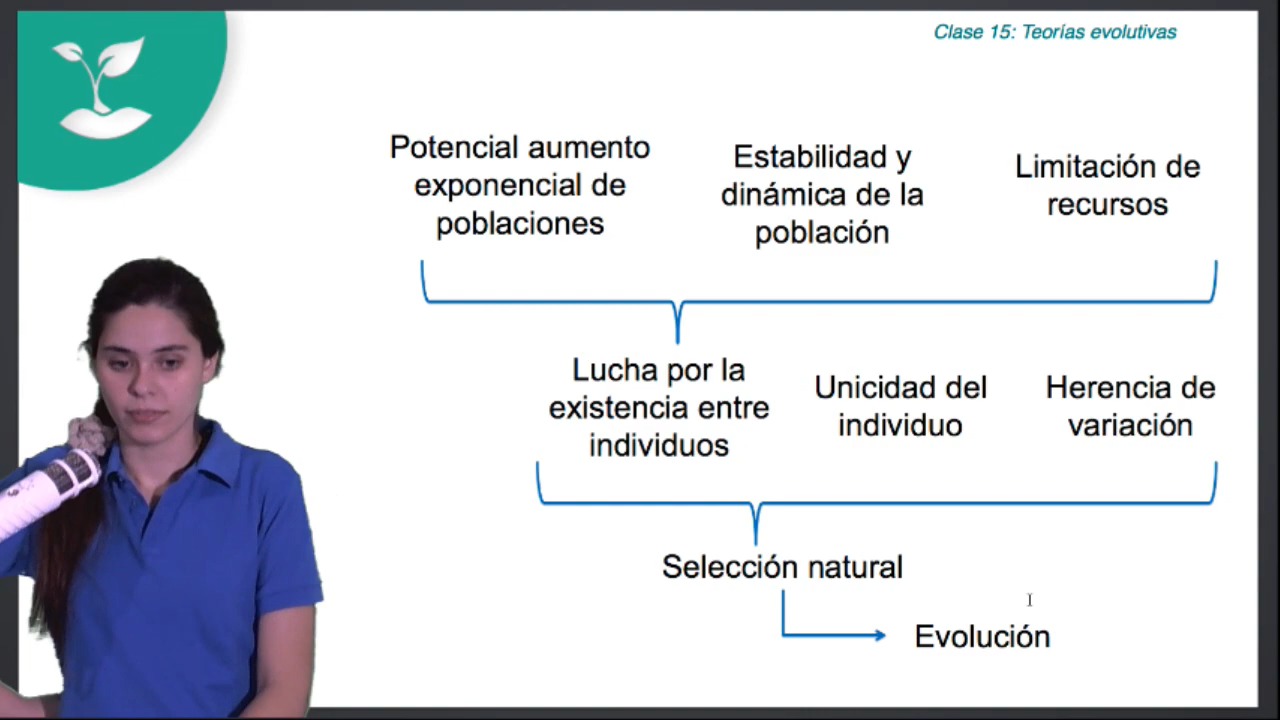 Clase 15: Teorías evolutivas
Potencial aumento
exponencial de
poblaciones
Estabilidad y
dinámica de la
población
Limitación de
recursos
Lucha por la
existencia entre
individuos
Unicidad del
individuo
Herencia de
variación
Selección natural
Evolución